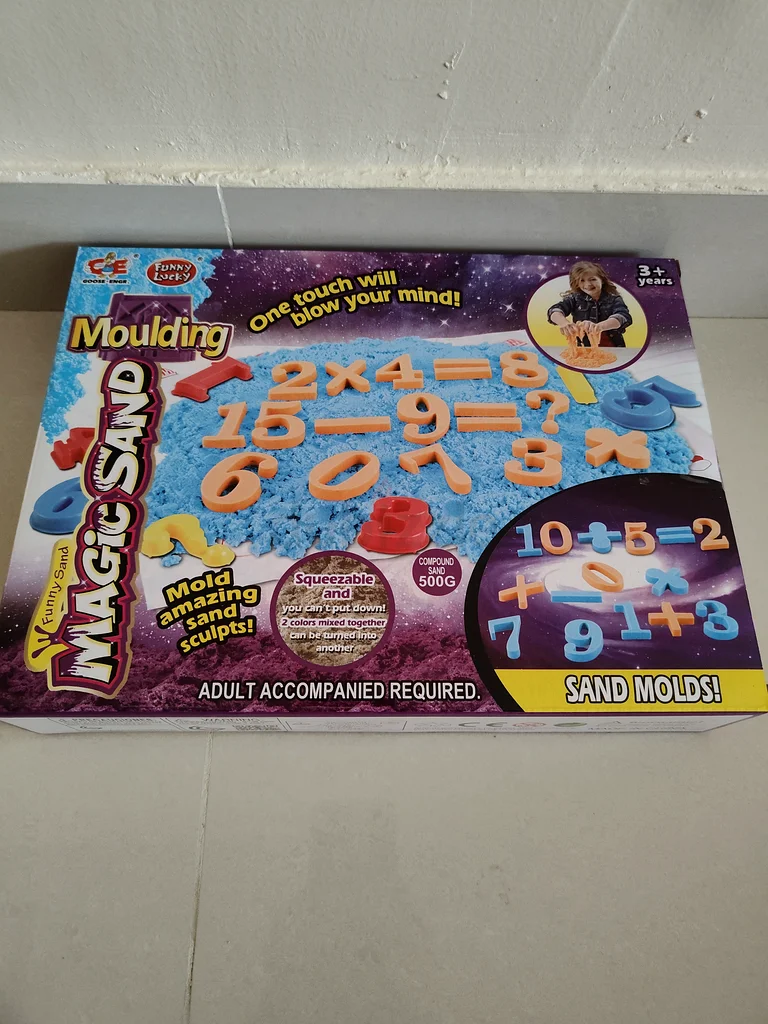 GOOSE ENGR
FUNNY
LUCKY
One touch will
blow your mind!
3+
years
Moulding
MAGIC SAND
Funny Sand
2×4=8
15−9=?
6 0 7 3 ×
10÷5=2
+ − 0 ×
7 9 1+3
COMPOUND
SAND
500G
Mold
amazing
sand
sculpts!
Squeezable
and
you can't put down!
2 colors mixed together
can be turned into
another
ADULT ACCOMPANIED REQUIRED.
SAND MOLDS!
WARNING
CE